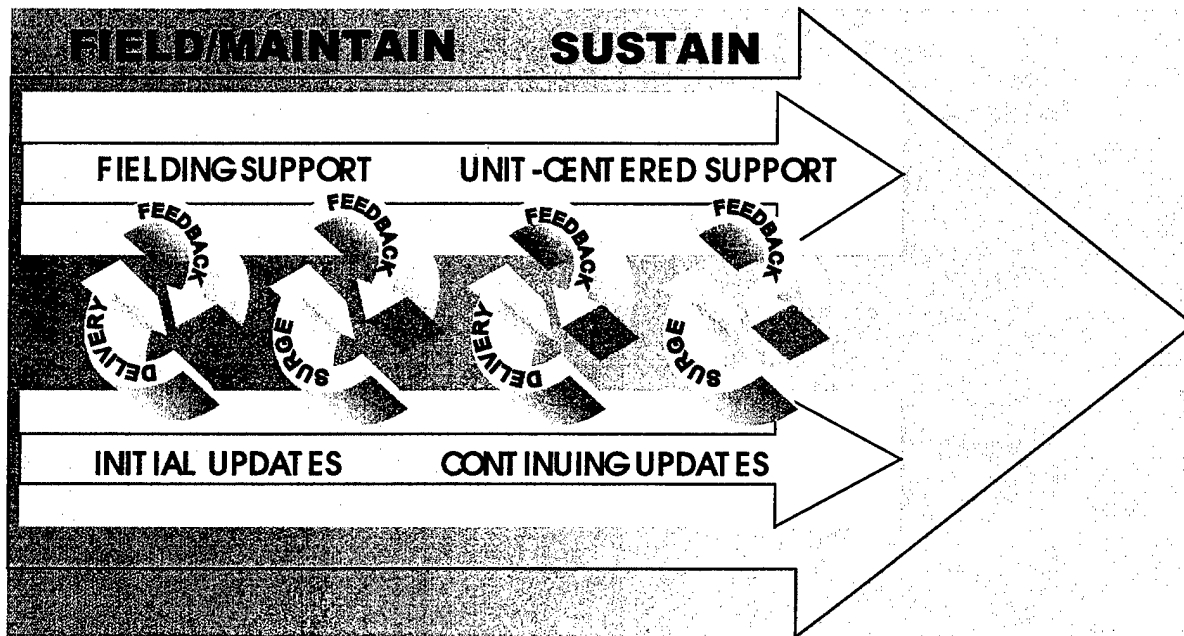 FIELD/MAINTAIN SUSTAIN
FIELDING SUPPORT UNIT-CENTERED SUPPORT
FEEDBACK FEEDBACK FEEDBACK FEEDBACK
DELIVERY SURGE DELIVERY SURGE
INITIAL UPDATES CONTINUING UPDATES